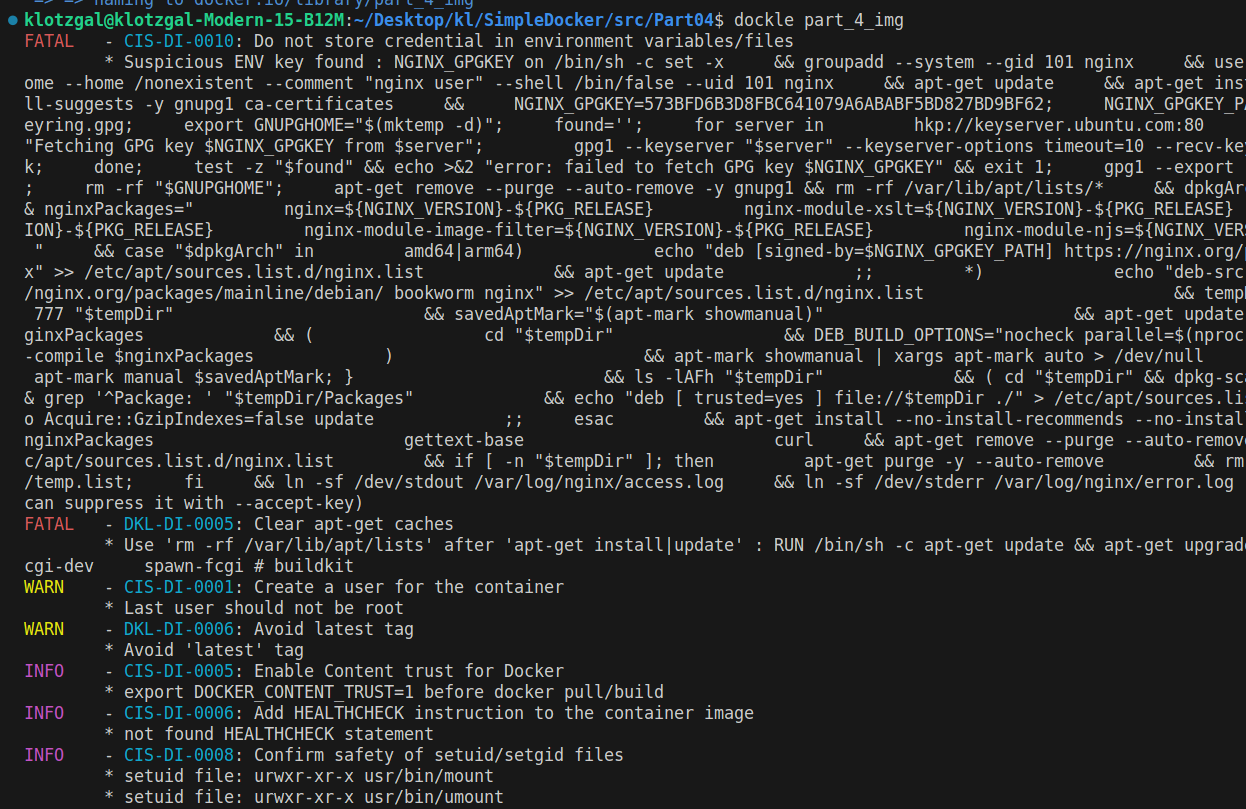 => => naming to docker.io/library/part_4_img
klotzgal@klotzgal-Modern-15-B12M:~/Desktop/kl/SimpleDocker/src/Part04$ dockle part_4_img
FATAL - CIS-DI-0010: Do not store credential in environment variables/files
* Suspicious ENV key found : NGINX_GPGKEY on /bin/sh -c set -x && groupadd --system --gid 101 nginx && use
ome --home /nonexistent --comment "nginx user" --shell /bin/false --uid 101 nginx && apt-get update && apt-get inst
ll-suggests -y gnupg1 ca-certificates && NGINX_GPGKEY=573BFD6B3D8FBC641079A6ABABF5BD827BD9BF62; NGINX_GPGKEY_PA
eyring.gpg; export GNUPGHOME="$(mktemp -d)"; found=''; for server in hkp://keyserver.ubuntu.com:80
"Fetching GPG key $NGINX_GPGKEY from $server"; gpg1 --keyserver "$server" --keyserver-options timeout=10 --recv-key
k; done; test -z "$found" && echo >&2 "error: failed to fetch GPG key $NGINX_GPGKEY" && exit 1; gpg1 --export
; rm -rf "$GNUPGHOME"; apt-get remove --purge --auto-remove -y gnupg1 && rm -rf /var/lib/apt/lists/* && dpkgAr
& nginxPackages=" nginx=${NGINX_VERSION}-${PKG_RELEASE} nginx-module-xslt=${NGINX_VERSION}-${PKG_RELEASE}
ION}-${PKG_RELEASE} nginx-module-image-filter=${NGINX_VERSION}-${PKG_RELEASE} nginx-module-njs=${NGINX_VERS
" && case "$dpkgArch" in amd64|arm64) echo "deb [signed-by=$NGINX_GPGKEY_PATH] https://nginx.org/p
x" >> /etc/apt/sources.list.d/nginx.list && apt-get update ;; *) echo "deb-src
/nginx.org/packages/mainline/debian/ bookworm nginx" >> /etc/apt/sources.list.d/nginx.list && temp
777 "$tempDir" && savedAptMark="$(apt-mark showmanual)" && apt-get update
ginxPackages && ( cd "$tempDir" && DEB_BUILD_OPTIONS="nocheck parallel=$(nproc
-compile $nginxPackages ) && apt-mark showmanual | xargs apt-mark auto > /dev/null
apt-mark manual $savedAptMark; } && ls -lAFh "$tempDir" && ( cd "$tempDir" && dpkg-sca
& grep '^Package: ' "$tempDir/Packages" && echo "deb [ trusted=yes ] file://$tempDir ./" > /etc/apt/sources.li
o Acquire::GzipIndexes=false update ;; esac && apt-get install --no-install-recommends --no-instal
nginxPackages gettext-base curl && apt-get remove --purge --auto-remove
c/apt/sources.list.d/nginx.list && if [ -n "$tempDir" ]; then apt-get purge -y --auto-remove && rm
/temp.list; fi && ln -sf /dev/stdout /var/log/nginx/access.log && ln -sf /dev/stderr /var/log/nginx/error.log
can suppress it with --accept-key)
FATAL - DKL-DI-0005: Clear apt-get caches
* Use 'rm -rf /var/lib/apt/lists' after 'apt-get install|update' : RUN /bin/sh -c apt-get update && apt-get upgrade
cgi-dev spawn-fcgi # buildkit
WARN - CIS-DI-0001: Create a user for the container
* Last user should not be root
WARN - DKL-DI-0006: Avoid latest tag
* Avoid 'latest' tag
INFO - CIS-DI-0005: Enable Content trust for Docker
* export DOCKER_CONTENT_TRUST=1 before docker pull/build
INFO - CIS-DI-0006: Add HEALTHCHECK instruction to the container image
* not found HEALTHCHECK statement
INFO - CIS-DI-0008: Confirm safety of setuid/setgid files
* setuid file: urwxr-xr-x usr/bin/mount
* setuid file: urwxr-xr-x usr/bin/umount